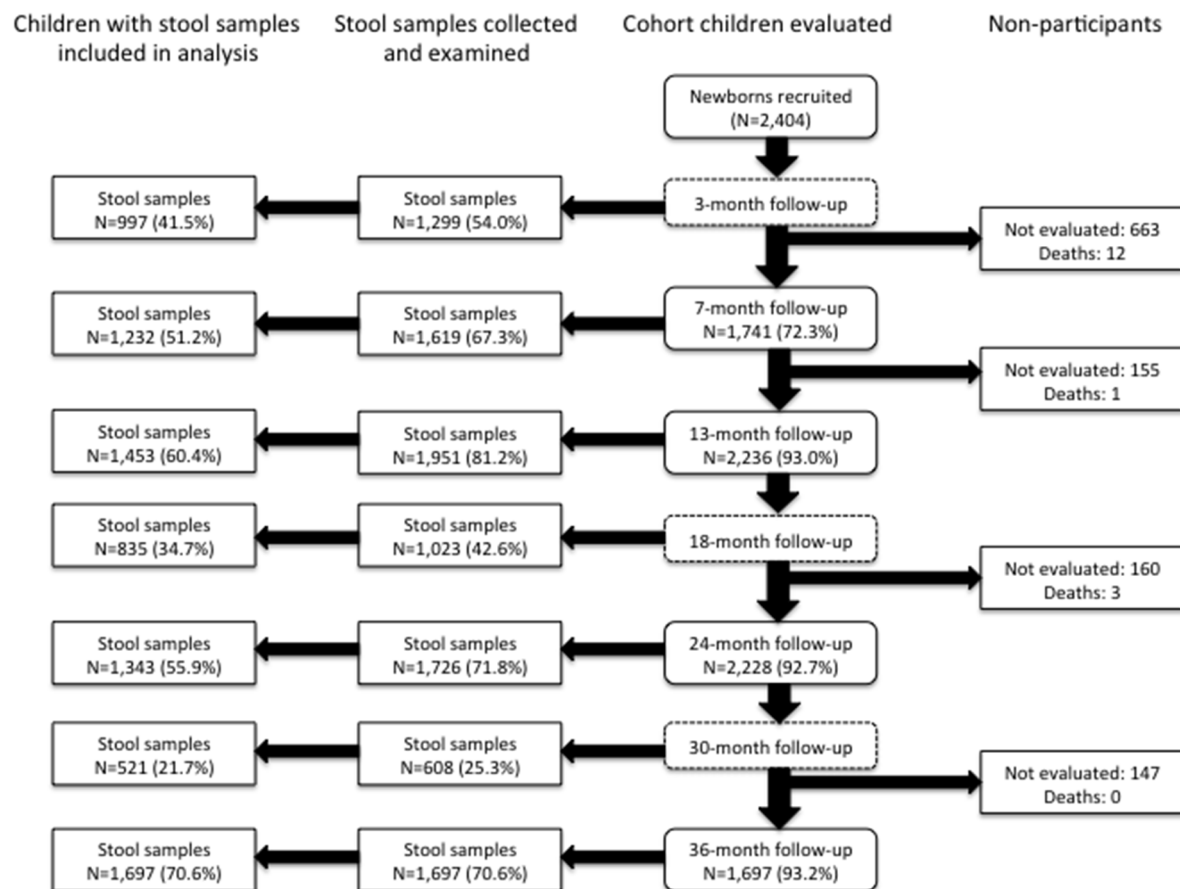 Children with stool samples
included in analysis
Stool samples collected
and examined
Cohort children evaluated
Non-participants
Newborns recruited
(N=2,404)
Stool samples
N=997 (41.5%)
Stool samples
N=1,299 (54.0%)
3-month follow-up
Not evaluated: 663
Deaths: 12
Stool samples
N=1,232 (51.2%)
Stool samples
N=1,619 (67.3%)
7-month follow-up
N=1,741 (72.3%)
Not evaluated: 155
Deaths: 1
Stool samples
N=1,453 (60.4%)
Stool samples
N=1,951 (81.2%)
13-month follow-up
N=2,236 (93.0%)
Stool samples
N=835 (34.7%)
Stool samples
N=1,023 (42.6%)
18-month follow-up
Not evaluated: 160
Deaths: 3
Stool samples
N=1,343 (55.9%)
Stool samples
N=1,726 (71.8%)
24-month follow-up
N=2,228 (92.7%)
Stool samples
N=521 (21.7%)
Stool samples
N=608 (25.3%)
30-month follow-up
Not evaluated: 147
Deaths: 0
Stool samples
N=1,697 (70.6%)
Stool samples
N=1,697 (70.6%)
36-month follow-up
N=1,697 (93.2%)